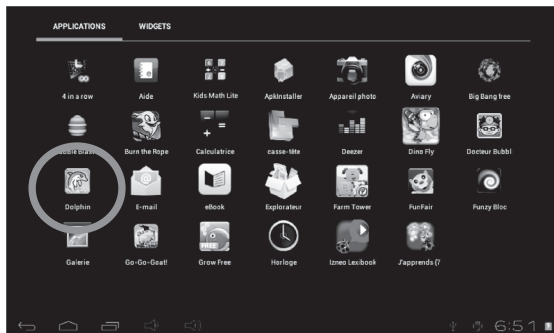 APPLICATIONS WIDGETS
4 in a row Aide Kids Math Lite ApkInstaller Appareil photo Aviary Big Bang free
Burn the Rope Calculatrice casse-tête Deezer Dino Fly Docteur Bubbl
Dolphin E-mail eBook Explorateur Farm Tower FunFair Funzy Bloc
FREE
Galerie Go-Go-Goat! Grow Free Horloge Izneo Lexibook J'apprends (7
6:51